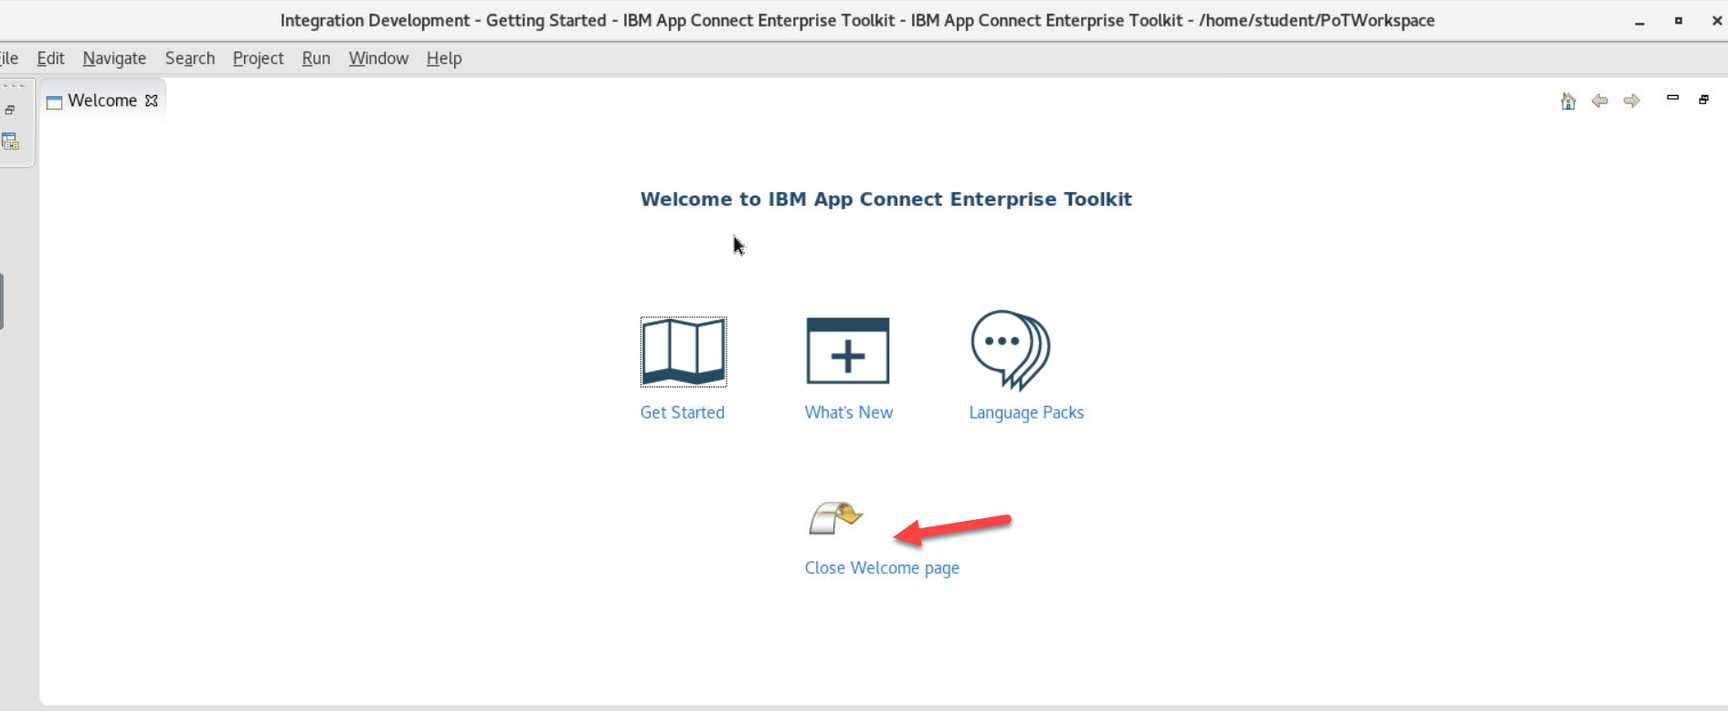 Integration Development - Getting Started - IBM App Connect Enterprise Toolkit - IBM App Connect Enterprise Toolkit - /home/student/PoTWorkspace
ile Edit Navigate Search Project Run Window Help
Welcome
Welcome to IBM App Connect Enterprise Toolkit
Get Started What's New Language Packs
Close Welcome page